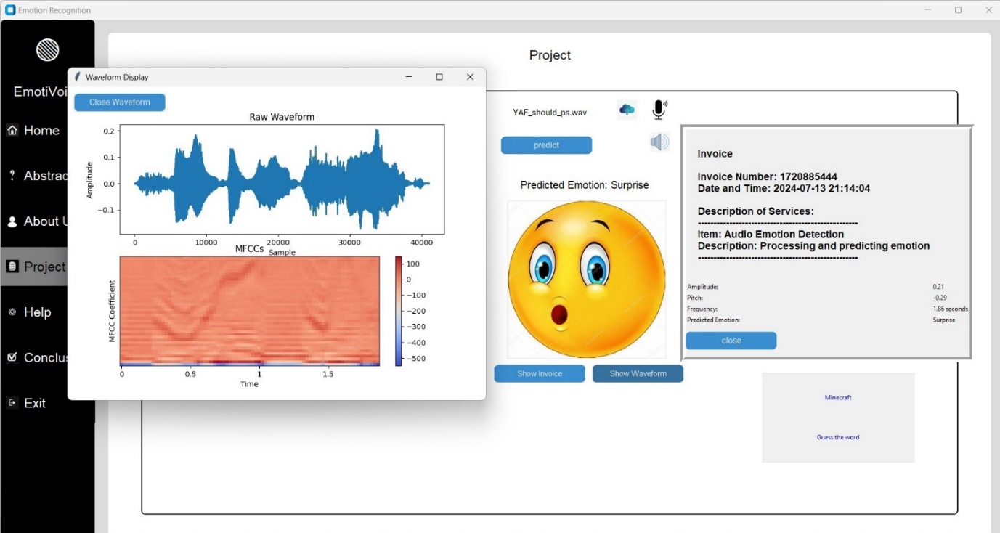 Emotion Recognition
EmotiVoi
Home
Abstrac
About U
Project
Help
Conclus
Exit
Project
Waveform Display
Close Waveform
Raw Waveform
Amplitude
0.2
0.1
0.0
−0.1
0 10000 20000 30000 40000
Sample
MFCCs
MFCC Coefficient
0 0.5 1 1.5
Time
100
0
−100
−200
−300
−400
−500
YAF_should_ps.wav
predict
Predicted Emotion: Surprise
Show Invoice
Show Waveform
Invoice
Invoice Number: 1720885444
Date and Time: 2024-07-13 21:14:04
Description of Services:
--------------------------------------------------
Item: Audio Emotion Detection
Description: Processing and predicting emotion
--------------------------------------------------
Amplitude: 0.21
Pitch: -0.29
Frequency: 1.86 seconds
Predicted Emotion: Surprise
close
Minecraft
Guess the word